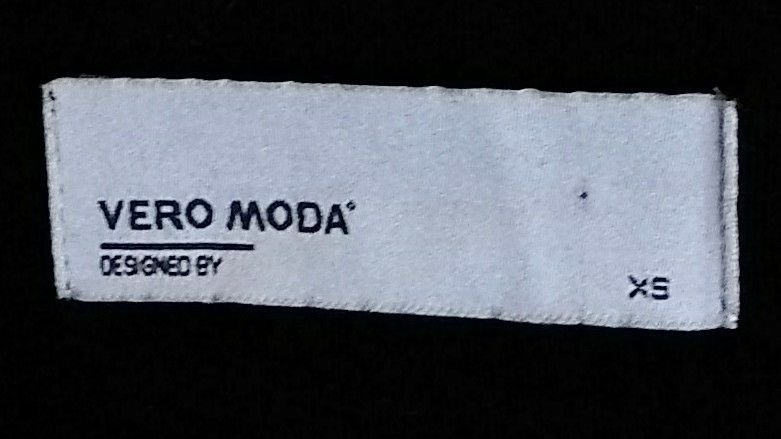 VERO MODA®
DESIGNED BY
XS